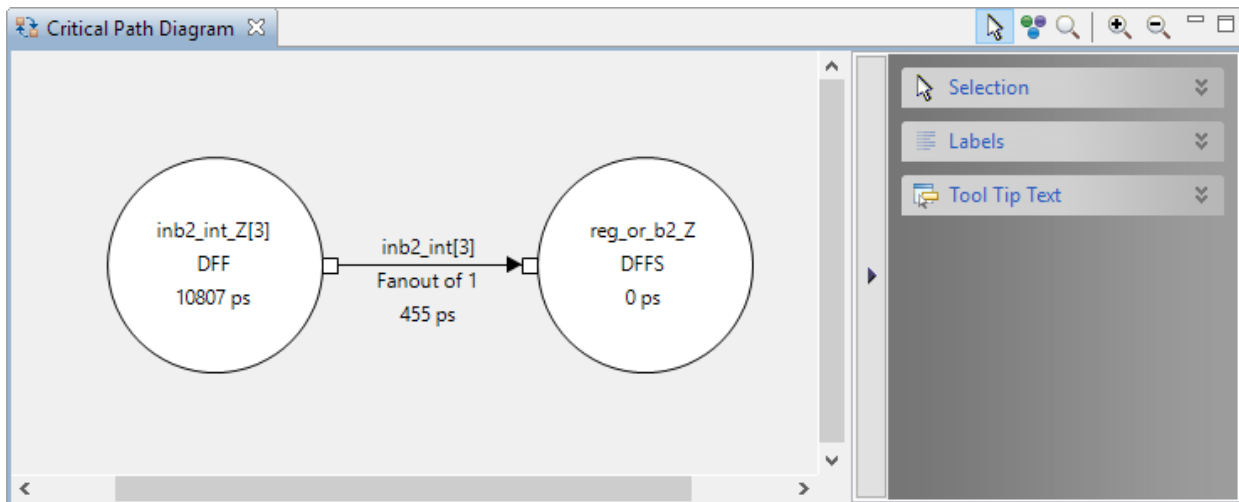 Critical Path Diagram
inb2_int_Z[3]
DFF
10807 ps
inb2_int[3]
Fanout of 1
455 ps
reg_or_b2_Z
DFFS
0 ps
Selection
Labels
Tool Tip Text